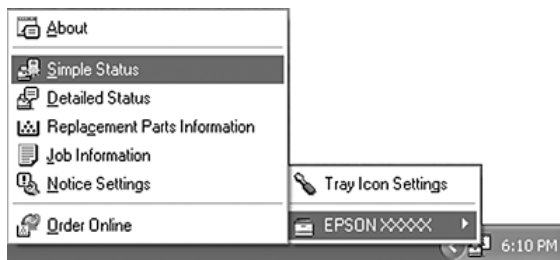 About
Simple Status
Detailed Status
Replacement Parts Information
Job Information
Notice Settings
Order Online
Tray Icon Settings
EPSON XXXXX
6:10 PM